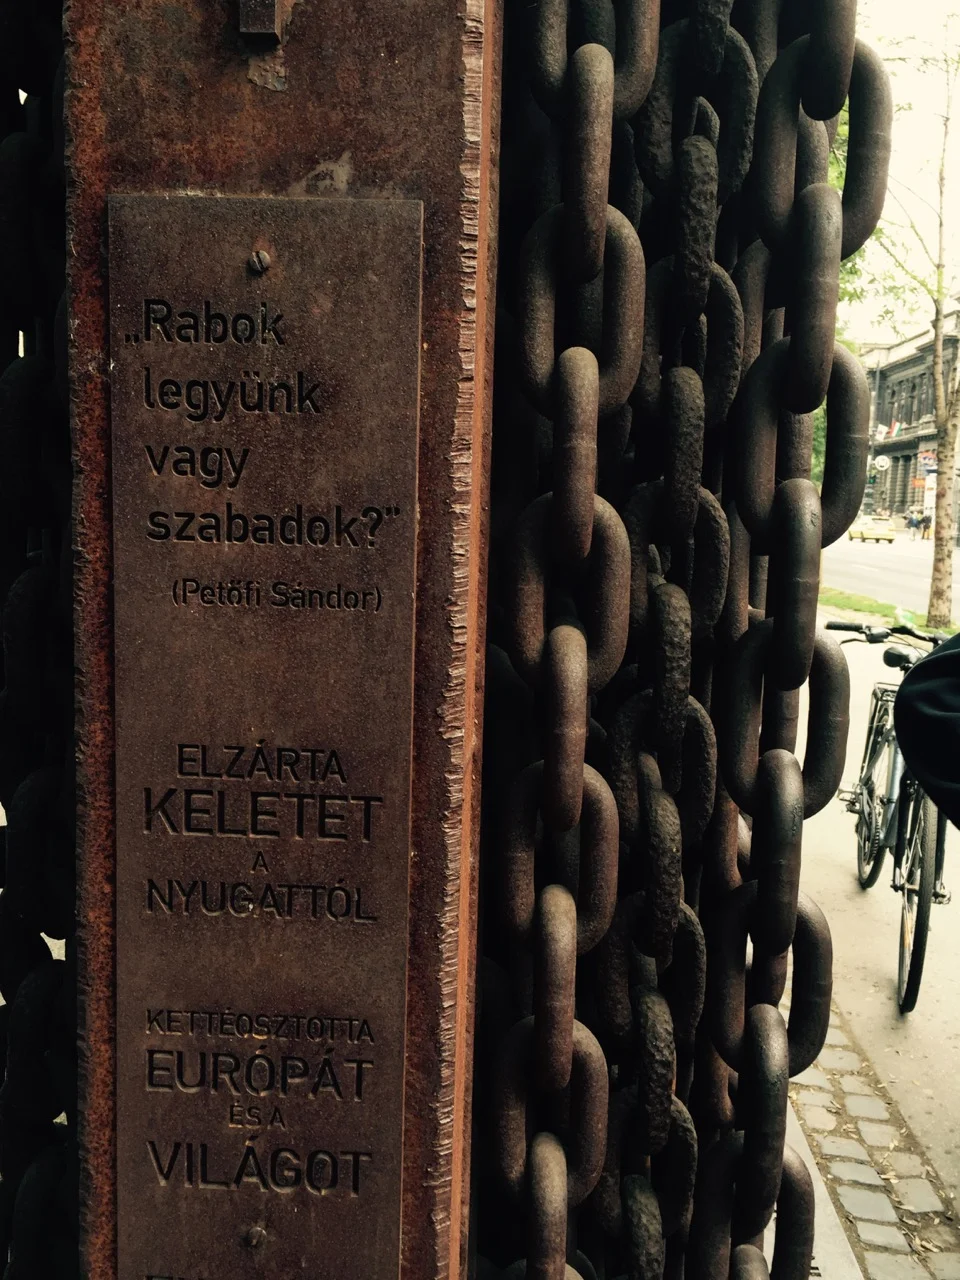 „Rabok
legyünk
vagy
szabadok?"
(Petőfi Sándor)
ELZÁRTA
KELETET
A
NYUGATTÓL
KETTÉOSZTOTTA
EURÓPÁT
ÉS A
VILÁGOT